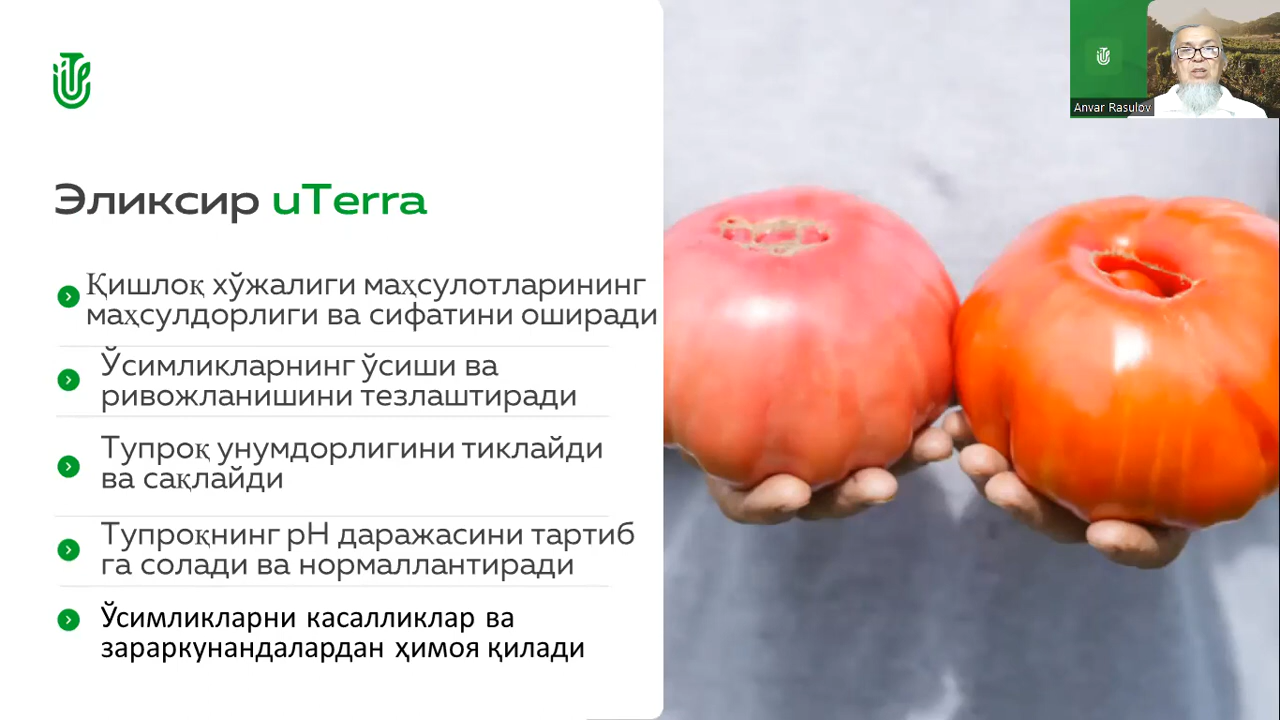 Anvar Rasulov
Эликсир uTerra
Қишлоқ хўжалиги маҳсулотларининг
маҳсулдорлиги ва сифатини оширади
Ўсимликларнинг ўсиши ва
ривожланишини тезлаштиради
Тупроқ унумдорлигини тиклайди
ва сақлайди
Тупроқнинг pH даражасини тартиб
га солади ва нормаллантиради
Ўсимликларни касалликлар ва
зараркунандалардан ҳимоя қилади